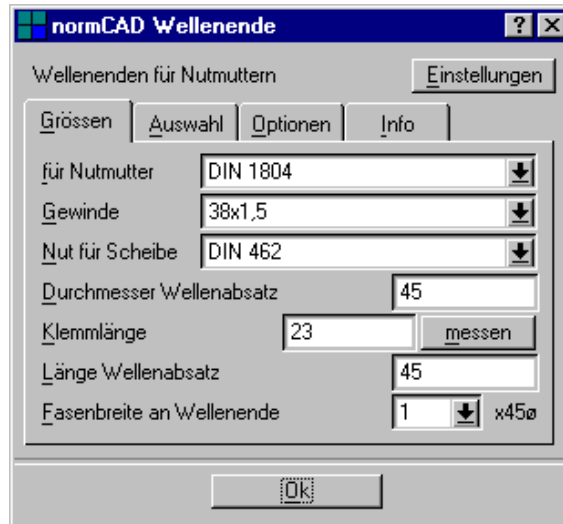 normCAD Wellenende ? ×
Wellenenden für Nutmuttern Einstellungen
Grössen Auswahl Optionen Info
für Nutmutter DIN 1804
Gewinde 38x1,5
Nut für Scheibe DIN 462
Durchmesser Wellenabsatz 45
Klemmlänge 23 messen
Länge Wellenabsatz 45
Fasenbreite an Wellenende 1 x45ø
Ok